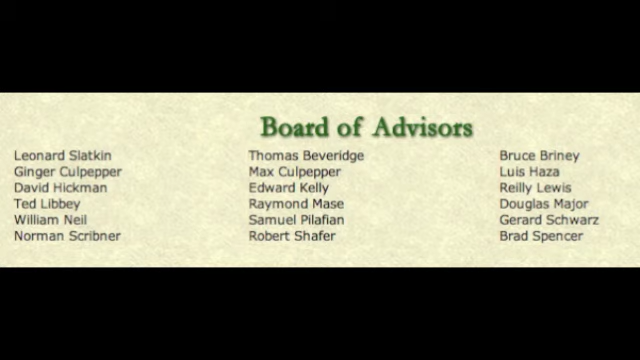 Board of Advisors
Leonard Slatkin
Ginger Culpepper
David Hickman
Ted Libbey
William Neil
Norman Scribner
Thomas Beveridge
Max Culpepper
Edward Kelly
Raymond Mase
Samuel Pilafian
Robert Shafer
Bruce Briney
Luis Haza
Reilly Lewis
Douglas Major
Gerard Schwarz
Brad Spencer